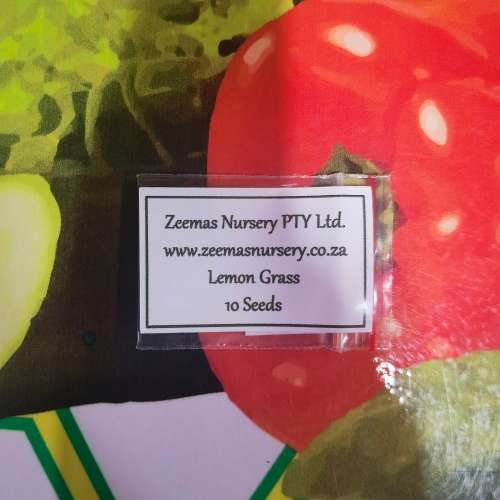 Zeemas Nursery PTY Ltd.
www.zeemasnursery.co.za
Lemon Grass
10 Seeds